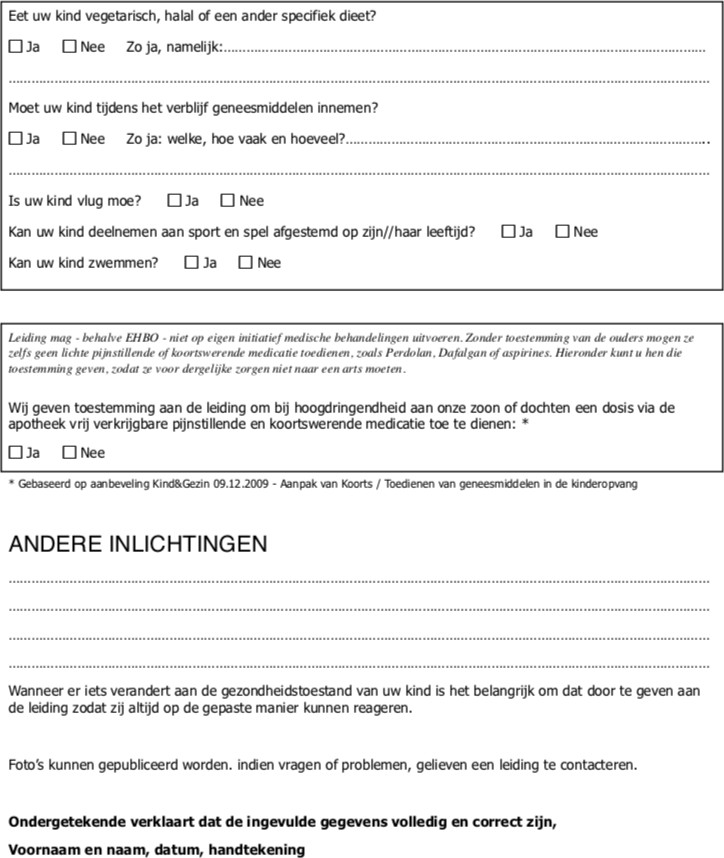 Eet uw kind vegetarisch, halal of een ander specifiek dieet?
☐ Ja ☐ Nee Zo ja, namelijk:..............................................................
..............................................................
Moet uw kind tijdens het verblijf geneesmiddelen innemen?
☐ Ja ☐ Nee Zo ja: welke, hoe vaak en hoeveel?..............................................................
..............................................................
Is uw kind vlug moe? ☐ Ja ☐ Nee
Kan uw kind deelnemen aan sport en spel afgestemd op zijn//haar leeftijd? ☐ Ja ☐ Nee
Kan uw kind zwemmen? ☐ Ja ☐ Nee
Leiding mag - behalve EHBO - niet op eigen initiatief medische behandelingen uitvoeren. Zonder toestemming van de ouders mogen ze
zelfs geen lichte pijnstillende of koortswerende medicatie toedienen, zoals Perdolan, Dafalgan of aspirines. Hieronder kunt u hen die
toestemming geven, zodat ze voor dergelijke zorgen niet naar een arts moeten.
Wij geven toestemming aan de leiding om bij hoogdringendheid aan onze zoon of dochten een dosis via de
apotheek vrij verkrijgbare pijnstillende en koortswerende medicatie toe te dienen: *
☐ Ja ☐ Nee
* Gebaseerd op aanbeveling Kind&Gezin 09.12.2009 - Aanpak van Koorts / Toedienen van geneesmiddelen in de kinderopvang
ANDERE INLICHTINGEN
..............................................................
..............................................................
..............................................................
..............................................................
Wanneer er iets verandert aan de gezondheidstoestand van uw kind is het belangrijk om dat door te geven aan
de leiding zodat zij altijd op de gepaste manier kunnen reageren.
Foto's kunnen gepubliceerd worden. indien vragen of problemen, gelieven een leiding te contacteren.
Ondergetekende verklaart dat de ingevulde gegevens volledig en correct zijn,
Voornaam en naam, datum, handtekening